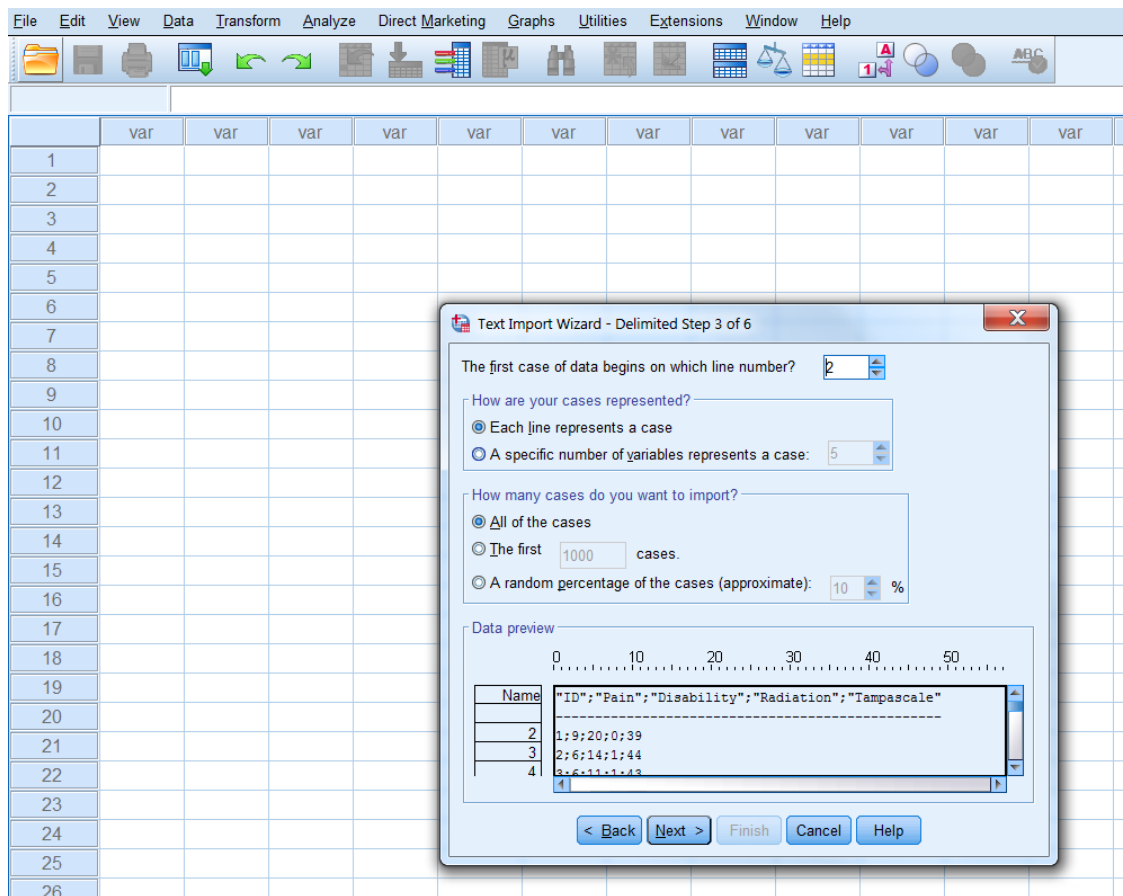 File Edit View Data Transform Analyze Direct Marketing Graphs Utilities Extensions Window Help
A
1
μ
ABC
var var var var var var var var var var var var
1
2
3
4
5
6
7
8
9
10
11
12
13
14
15
16
17
18
19
20
21
22
23
24
25
26
Text Import Wizard - Delimited Step 3 of 6
X
The first case of data begins on which line number? 2
How are your cases represented?
Each line represents a case
A specific number of variables represents a case: 5
How many cases do you want to import?
All of the cases
The first 1000 cases.
A random percentage of the cases (approximate): 10 %
Data preview
0 10 20 30 40 50
Name "ID";"Pain";"Disability";"Radiation";"Tampascale"
2 1;9;20;0;39
3 2;6;14;1;44
4 3;6;11;1;43
< Back Next > Finish Cancel Help